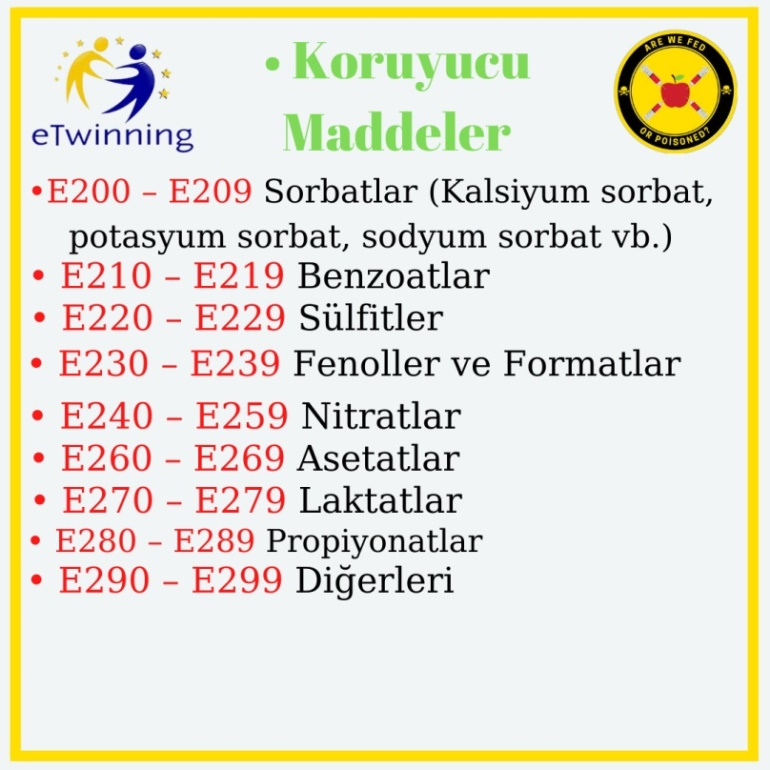 eTwinning
• Koruyucu
Maddeler
ARE WE FED
OR POISONED?
•E200 – E209 Sorbatlar (Kalsiyum sorbat,
potasyum sorbat, sodyum sorbat vb.)
• E210 – E219 Benzoatlar
• E220 – E229 Sülfitler
• E230 – E239 Fenoller ve Formatlar
• E240 – E259 Nitratlar
• E260 – E269 Asetatlar
• E270 – E279 Laktatlar
• E280 – E289 Propiyonatlar
• E290 – E299 Diğerleri